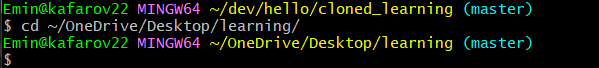 Emin@kafarov22 MINGW64 ~/dev/hello/cloned_learning (master)
$ cd ~/OneDrive/Desktop/learning/
Emin@kafarov22 MINGW64 ~/OneDrive/Desktop/learning (master)
$